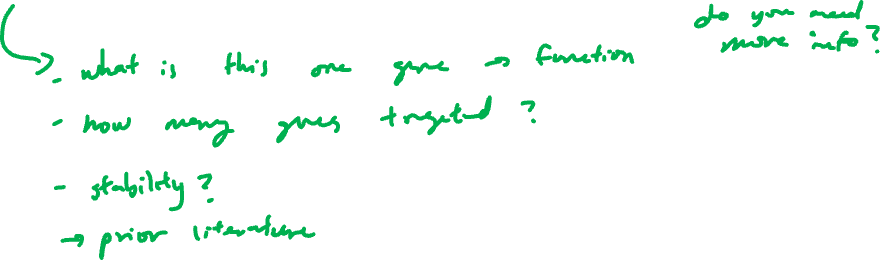 do you need
more info?
- what is this one gene → function
- how many genes targeted?
- stability?
→ prior literature